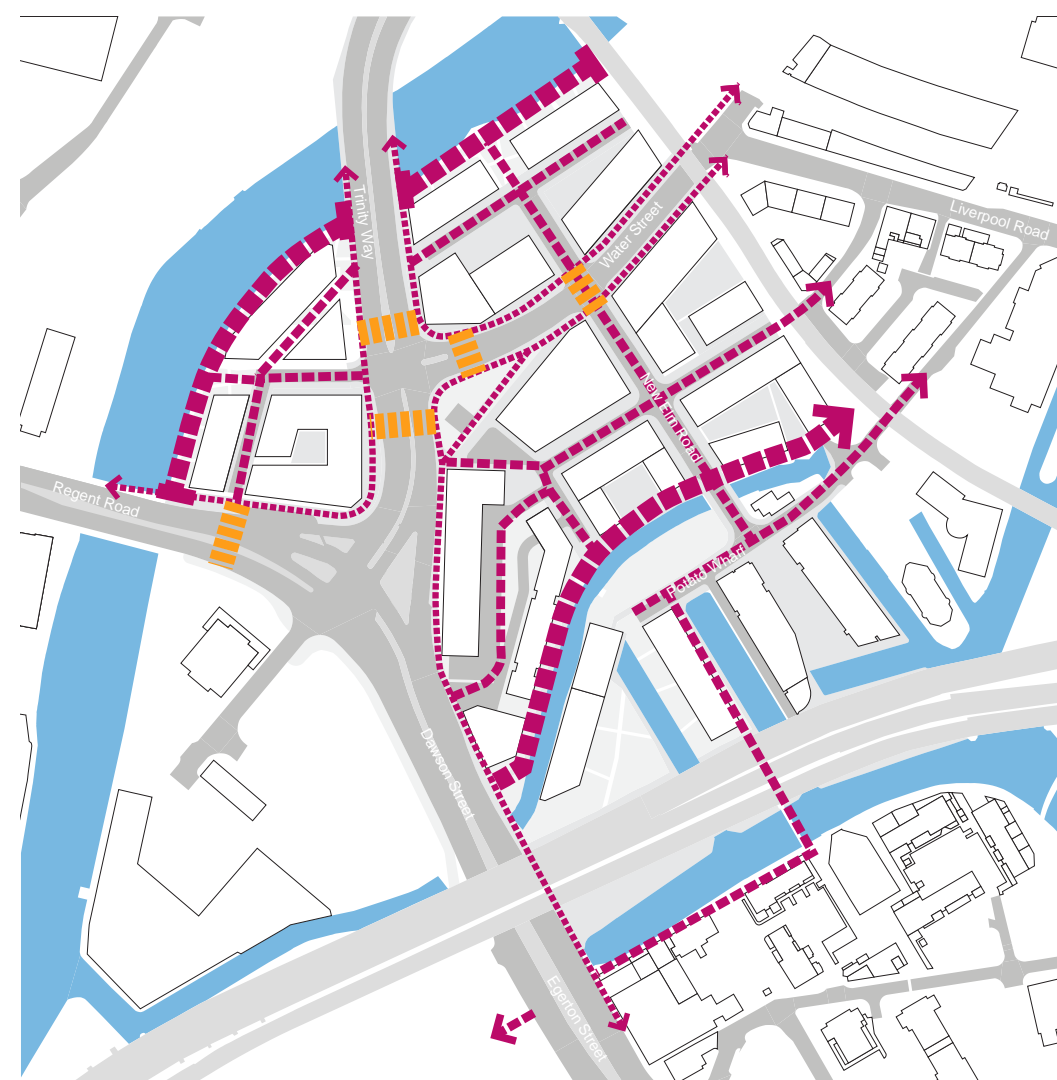 Trinity Way
Water Street
Liverpool Road
New Elm Road
Regent Road
Potato Wharf
Dawson Street
Egerton Street